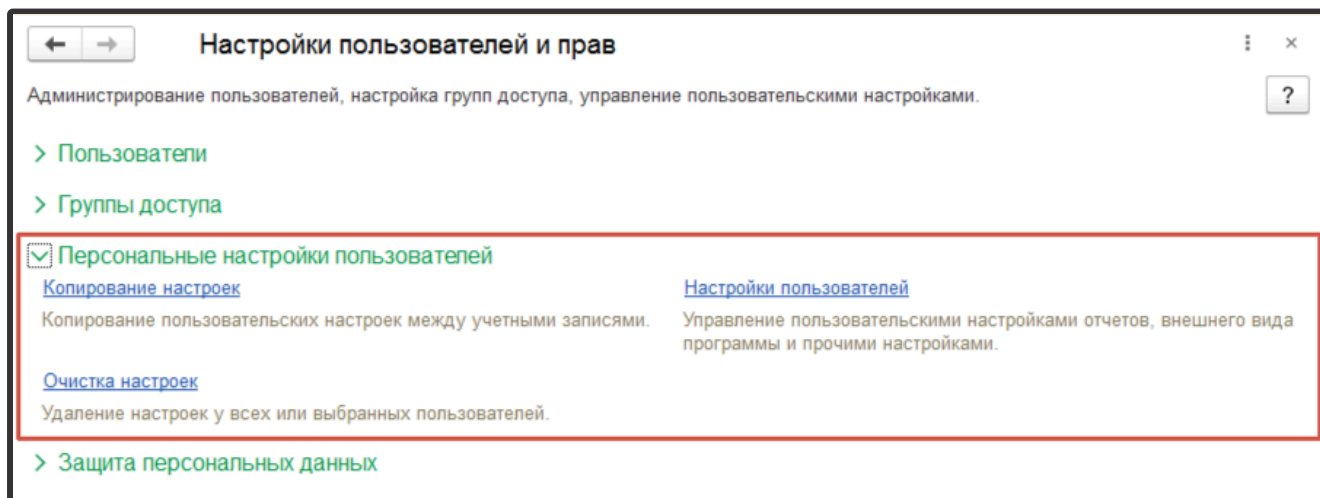 Настройки пользователей и прав
Администрирование пользователей, настройка групп доступа, управление пользовательскими настройками.
?
Пользователи
Группы доступа
Персональные настройки пользователей
Копирование настроек
Копирование пользовательских настроек между учетными записями.
Настройки пользователей
Управление пользовательскими настройками отчетов, внешнего вида
программы и прочими настройками.
Очистка настроек
Удаление настроек у всех или выбранных пользователей.
Защита персональных данных